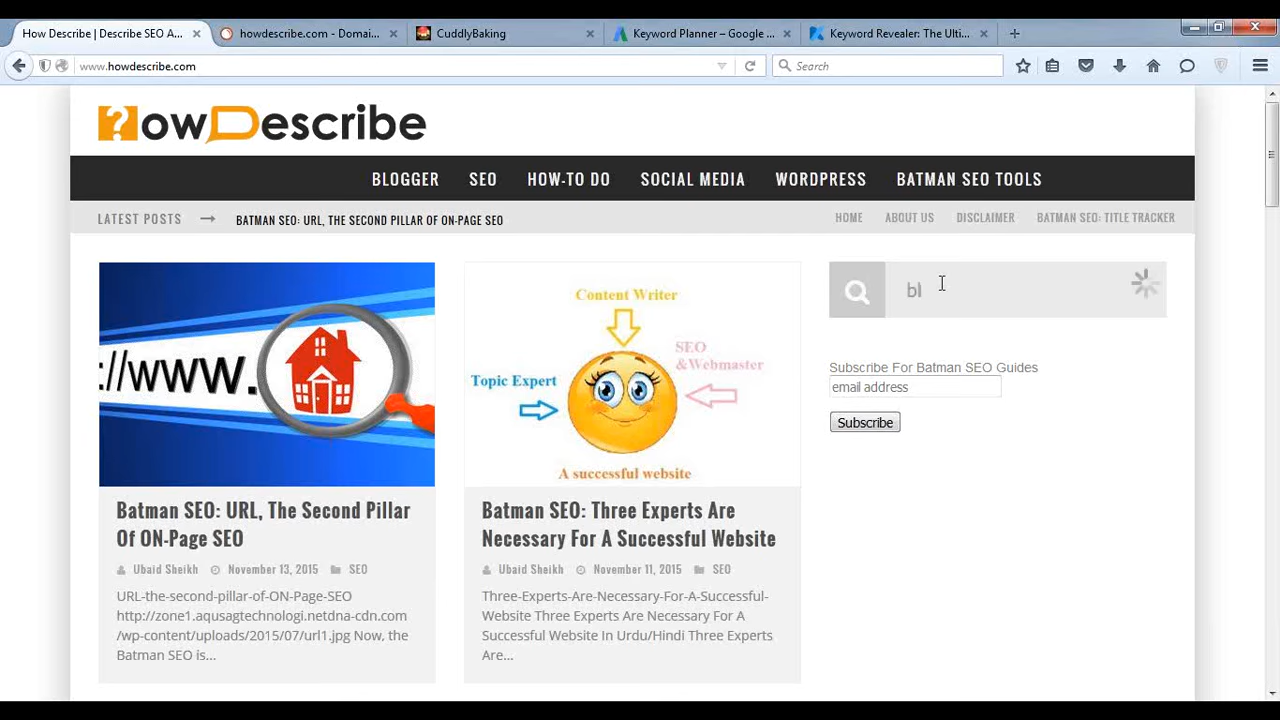 How Describe | Describe SEO A...
howdescribe.com - Domai...
CuddlyBaking
Keyword Planner – Google ...
Keyword Revealer: The Ulti...
www.howdescribe.com
Search
?owDescribe
BLOGGER SEO HOW-TO DO SOCIAL MEDIA WORDPRESS BATMAN SEO TOOLS
LATEST POSTS BATMAN SEO: URL, THE SECOND PILLAR OF ON-PAGE SEO HOME ABOUT US DISCLAIMER BATMAN SEO: TITLE TRACKER
://www.
Content Writer
SEO
&Webmaster
Topic Expert
A successful website
bl
Subscribe For Batman SEO Guides
email address
Subscribe
Batman SEO: URL, The Second Pillar
Of ON-Page SEO
Ubaid Sheikh November 13, 2015 SEO
URL-the-second-pillar-of-ON-Page-SEO
http://zone1.aqusagtechnologi.netdna-cdn.com
/wp-content/uploads/2015/07/url1.jpg Now, the
Batman SEO is...
Batman SEO: Three Experts Are
Necessary For A Successful Website
Ubaid Sheikh November 11, 2015 SEO
Three-Experts-Are-Necessary-For-A-Successful-
Website Three Experts Are Necessary For A
Successful Website In Urdu/Hindi Three Experts
Are...